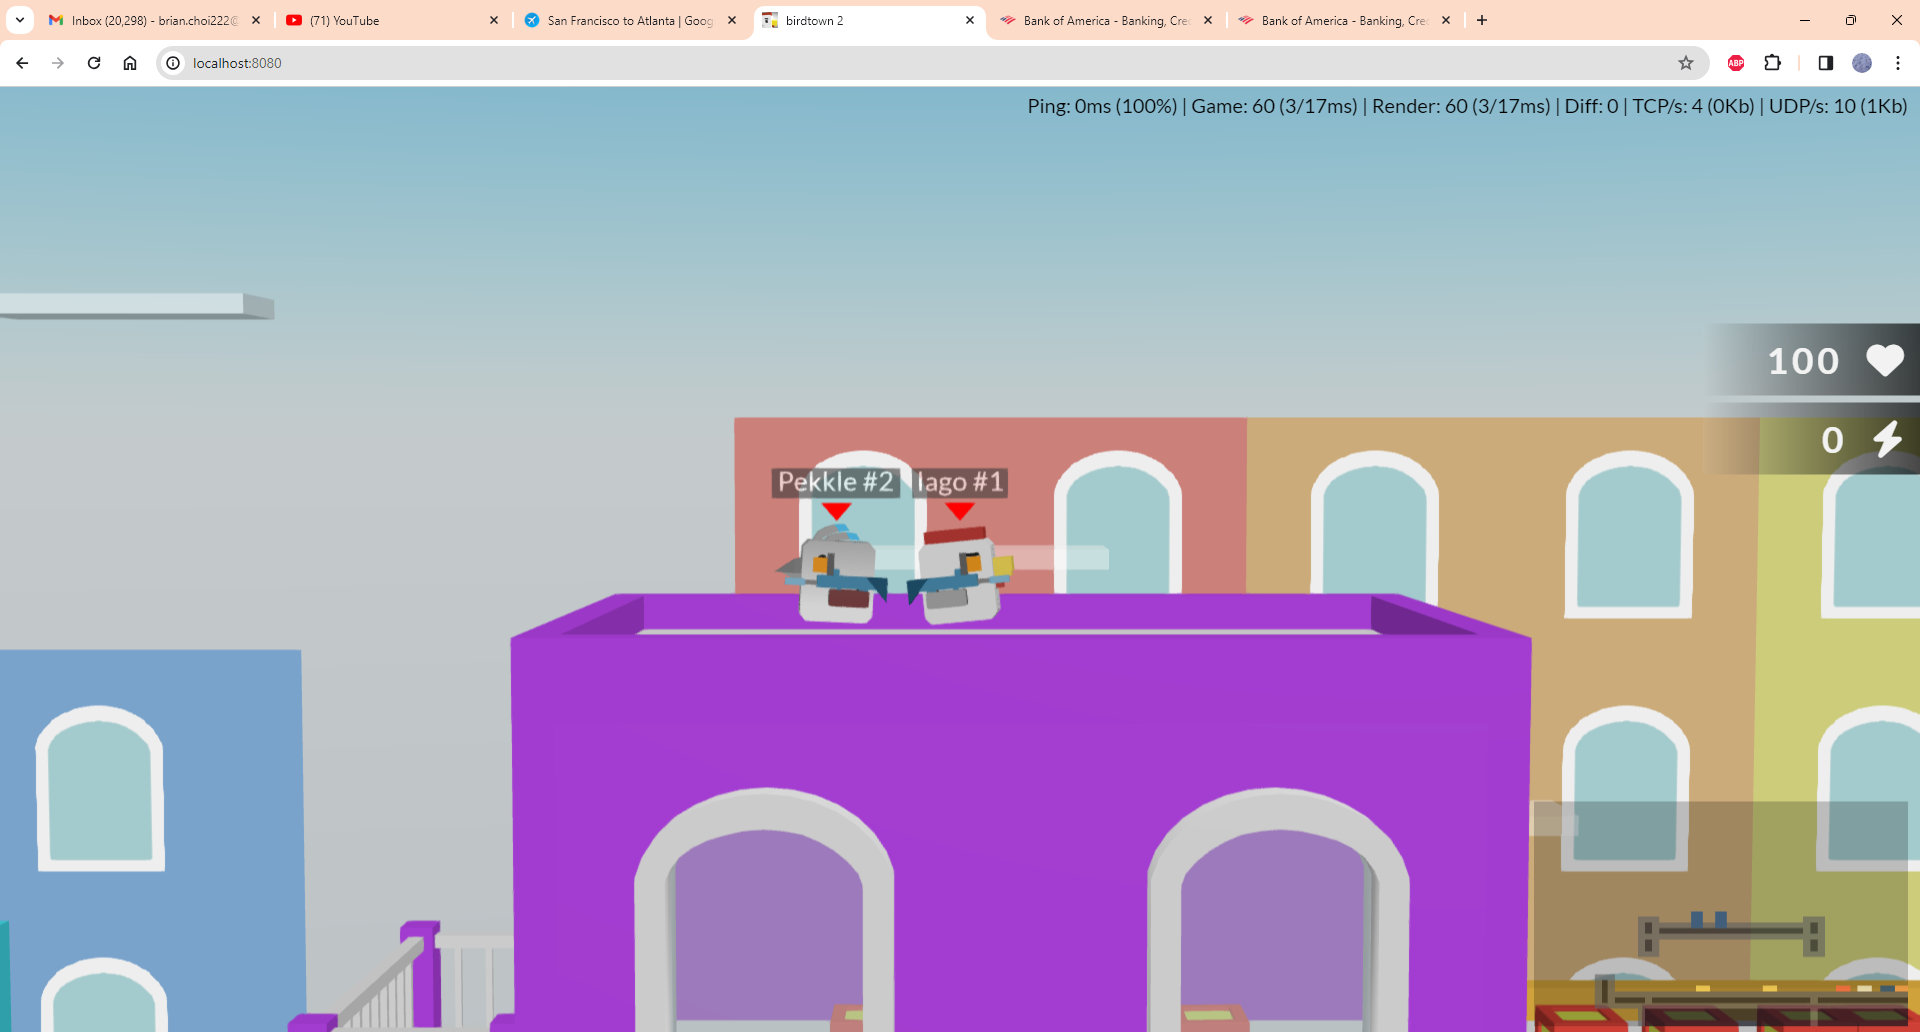 Inbox (20,298) - brian.choi222@
(71) YouTube
San Francisco to Atlanta | Goog
birdtown 2
Bank of America - Banking, Cre
Bank of America - Banking, Cre
localhost:8080
ABP
Ping: 0ms (100%) | Game: 60 (3/17ms) | Render: 60 (3/17ms) | Diff: 0 | TCP/s: 4 (0Kb) | UDP/s: 10 (1Kb)
100
0
Pekkle #2
Iago #1